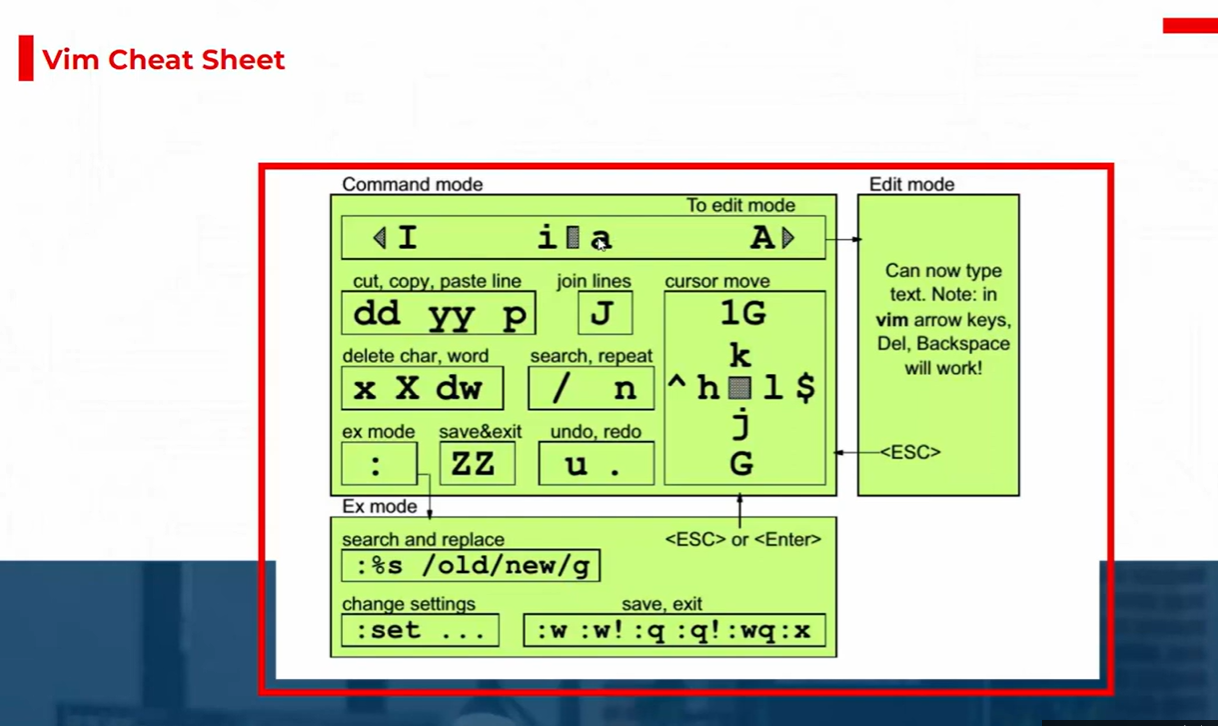 Vim Cheat Sheet
Command mode
To edit mode
I i a A
cut, copy, paste line
dd yy p
join lines
J
cursor move
1G
k
^ h l $
j
G
delete char, word
x X dw
search, repeat
/ n
ex mode
:
save&exit
ZZ
undo, redo
u .
Edit mode
Can now type
text. Note: in
vim arrow keys,
Del, Backspace
will work!
<ESC>
Ex mode
<ESC> or <Enter>
search and replace
:%s /old/new/g
change settings
:set ...
save, exit
:w :w! :q :q! :wq :x